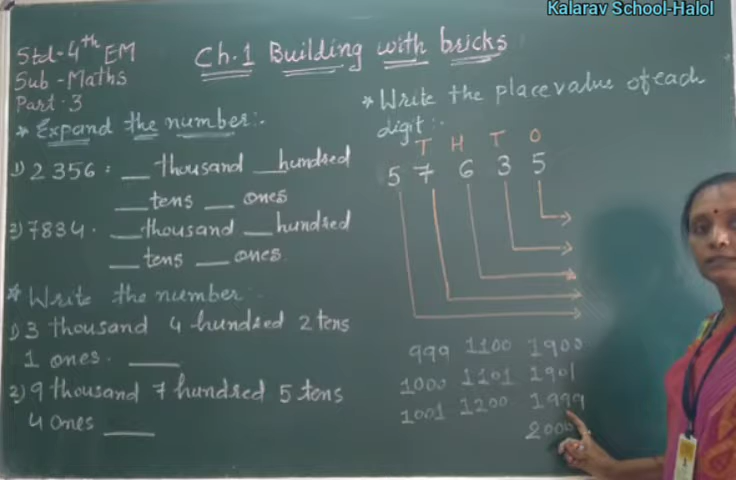 Kalarav School-Halol
Std-4th EM
Sub-Maths
Part-3
Ch.1 Building with bricks
* Expand the number:-
1) 2356 = __ thousand __ hundred
__ tens __ ones
2) 7834. __ thousand __ hundred
__ tens __ ones.
* Write the number
1) 3 thousand 4 hundred 2 tens
1 ones. ___
2) 9 thousand 7 hundred 5 tens
4 ones ___
* Write the place value of each
digit:-
T H T O
5 7 6 3 5
999 1100 1900
1000 1101 1901
1001 1200 1999
2000